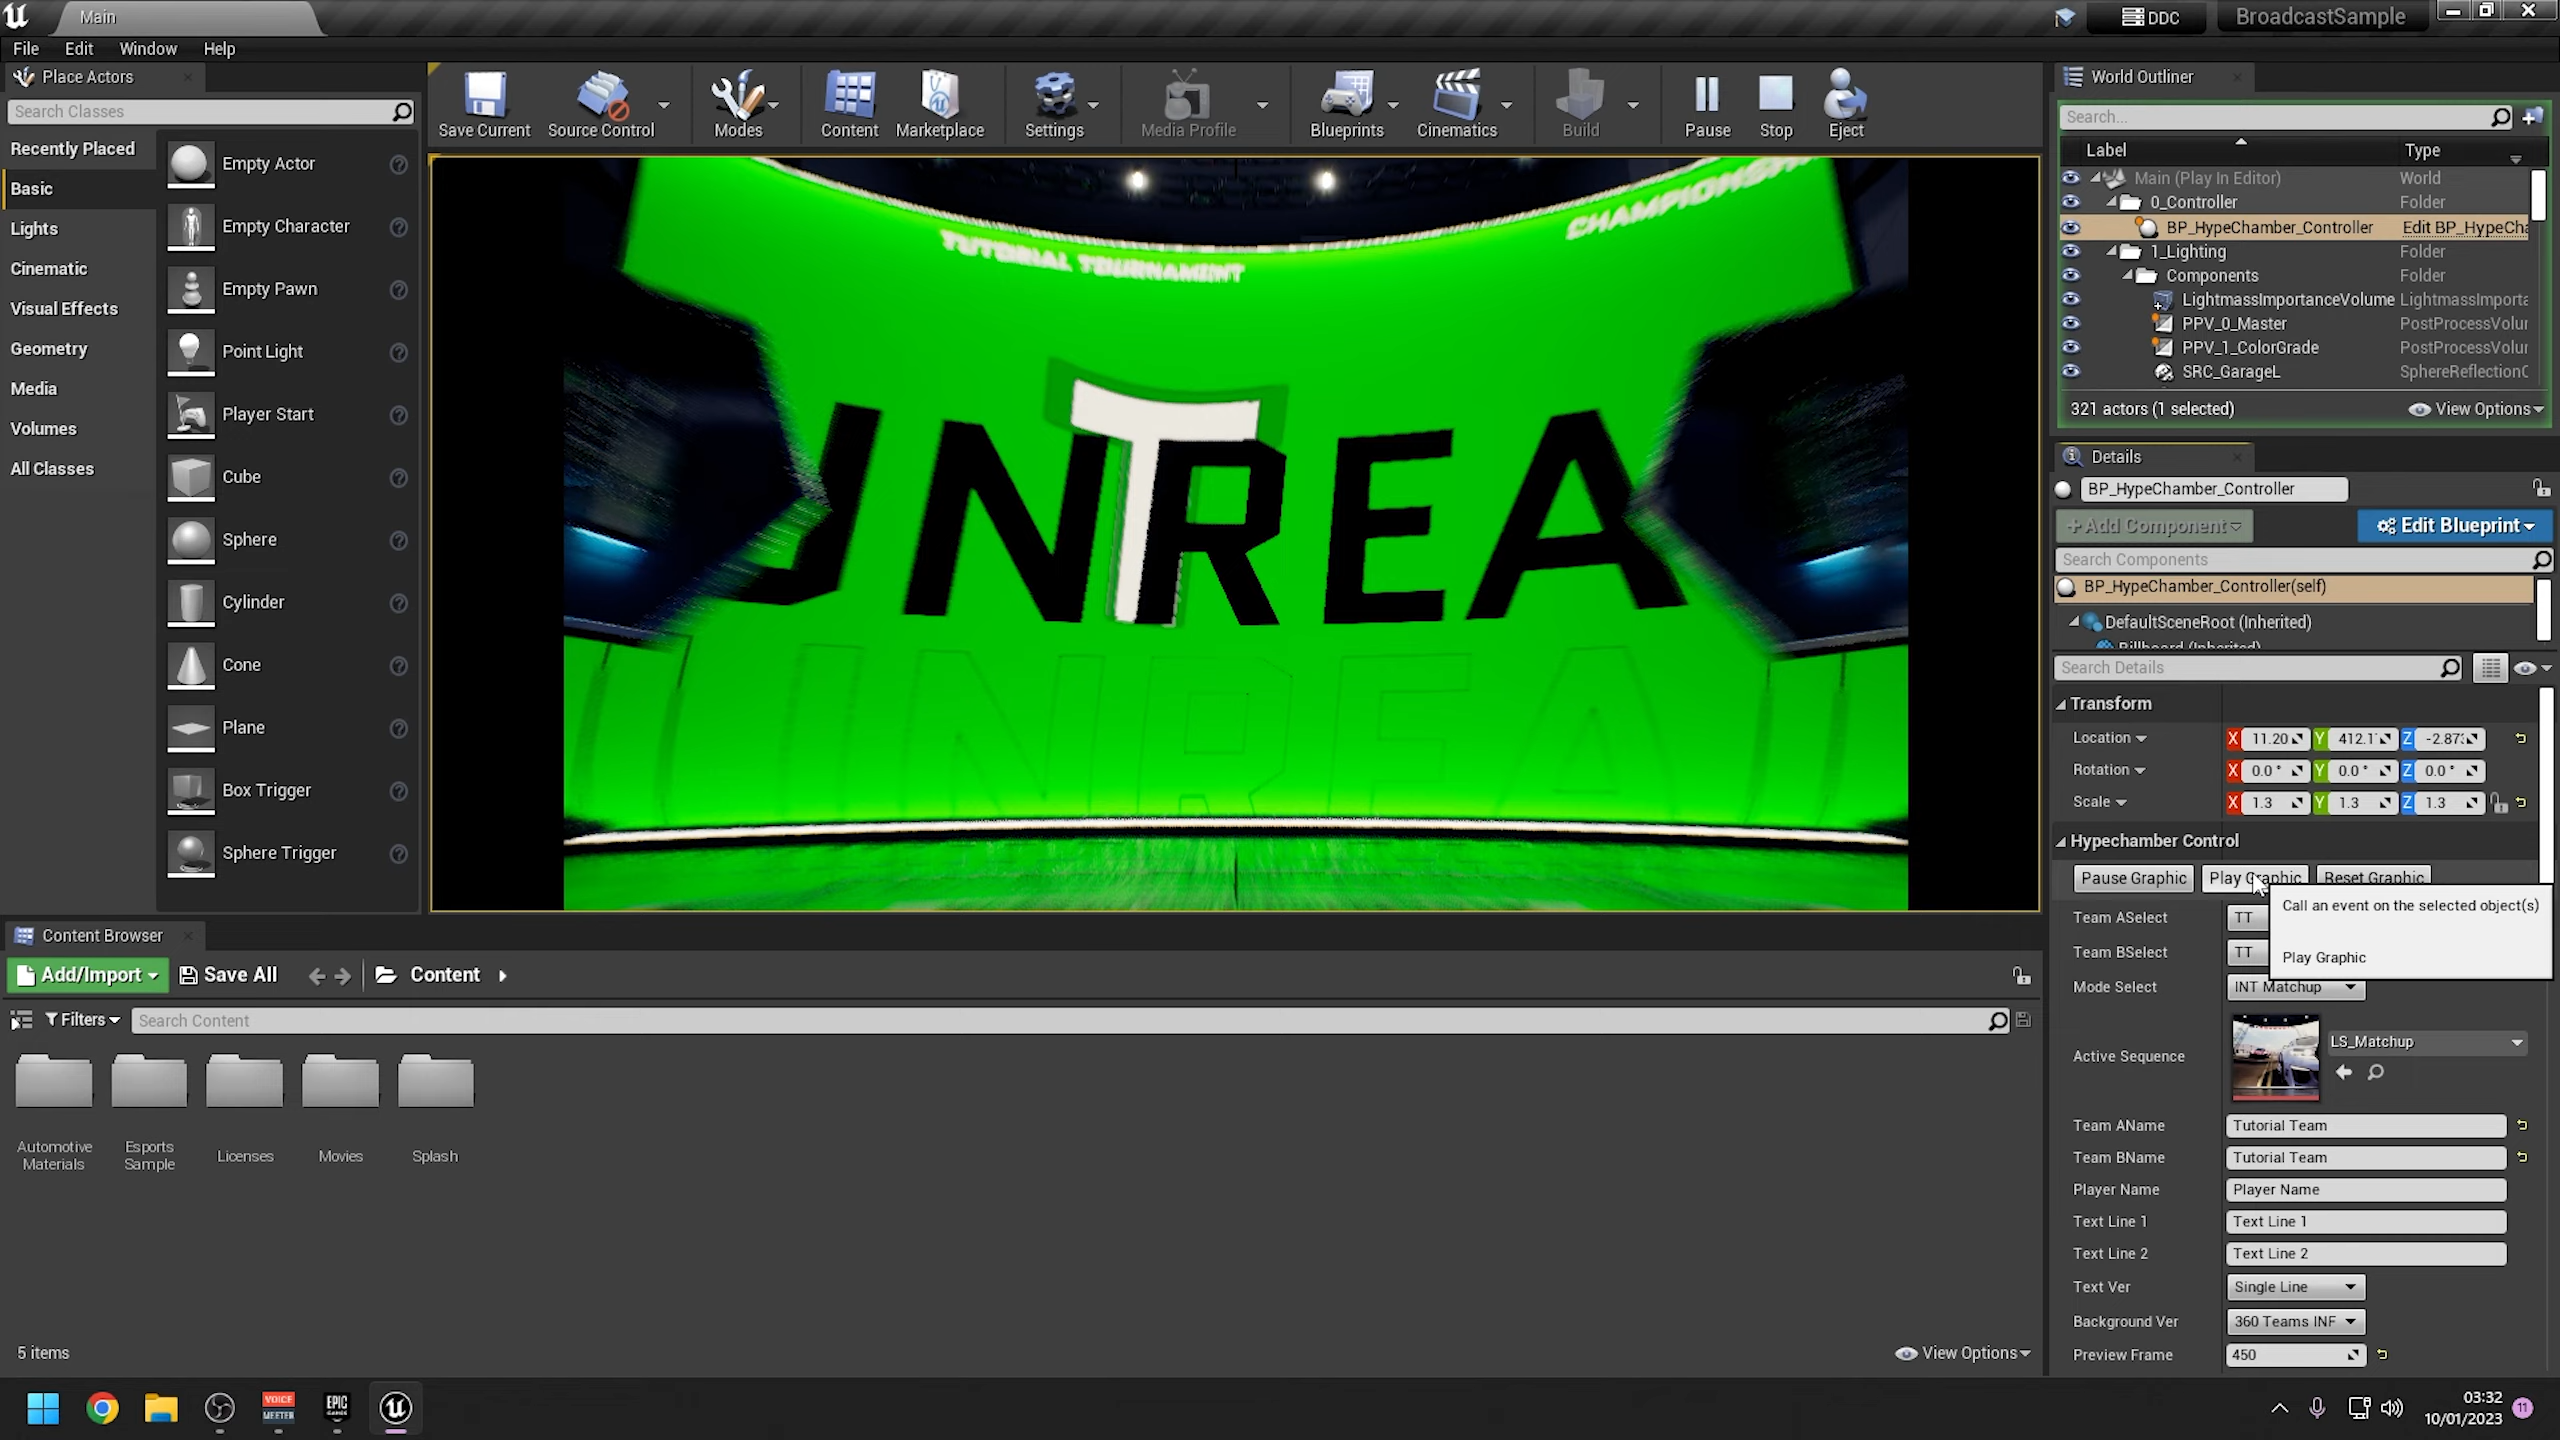 Main
DDC
BroadcastSample
File Edit Window Help
Place Actors
Search Classes
Recently Placed
Basic
Lights
Cinematic
Visual Effects
Geometry
Media
Volumes
All Classes
Empty Actor
Empty Character
Empty Pawn
Point Light
Player Start
Cube
Sphere
Cylinder
Cone
Plane
Box Trigger
Sphere Trigger
Save Current
Source Control
Modes
Content
Marketplace
Settings
Media Profile
Blueprints
Cinematics
Build
Pause
Stop
Eject
TUTORIAL TOURNAMENT
UNREA
T
World Outliner
Search...
Label Type
Main (Play In Editor) World
0_Controller Folder
BP_HypeChamber_Controller Edit BP_HypeCha
1_Lighting Folder
Components Folder
LightmassImportanceVolume LightmassImporta
PPV_0_Master PostProcessVolur
PPV_1_ColorGrade PostProcessVolur
SRC_GarageL SphereReflectionC
321 actors (1 selected) View Options
Details
BP_HypeChamber_Controller
+Add Component Edit Blueprint
Search Components
BP_HypeChamber_Controller(self)
DefaultSceneRoot (Inherited)
Billboard (Inherited)
Search Details
Transform
Location X 11.20 Y 412.1 Z -2.87
Rotation X 0.0 ° Y 0.0 ° Z 0.0 °
Scale X 1.3 Y 1.3 Z 1.3
Hypechamber Control
Pause Graphic Play Graphic Reset Graphic
Call an event on the selected object(s)
Play Graphic
Team ASelect TT
Team BSelect TT
Mode Select INT Matchup
Active Sequence LS_Matchup
Team AName Tutorial Team
Team BName Tutorial Team
Player Name Player Name
Text Line 1 Text Line 1
Text Line 2 Text Line 2
Text Ver Single Line
Background Ver 360 Teams INF
Preview Frame 450
Content Browser
Add/Import Save All Content
Filters Search Content
Automotive
Materials
Esports
Sample
Licenses
Movies
Splash
5 items
View Options
VOICE
MEETER
EPIC
GAMES
03:32
10/01/2023
11